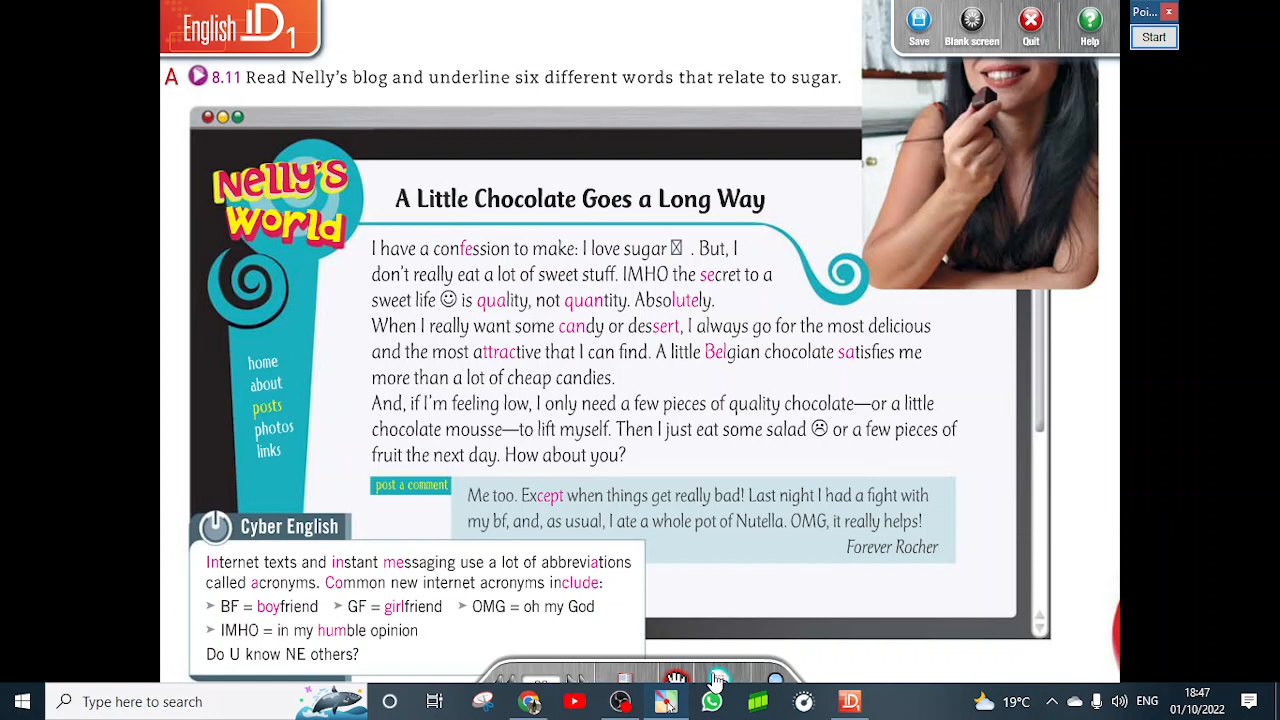 English ID 1
Save
Blank screen
Quit
Help
Poi...
Start
A 8.11 Read Nelly's blog and underline six different words that relate to sugar.
Nelly's
World
home
about
posts
photos
links
A Little Chocolate Goes a Long Way
I have a confession to make: I love sugar . But, I
don't really eat a lot of sweet stuff. IMHO the secret to a
sweet life ☺ is quality, not quantity. Absolutely.
When I really want some candy or dessert, I always go for the most delicious
and the most attractive that I can find. A little Belgian chocolate satisfies me
more than a lot of cheap candies.
And, if I'm feeling low, I only need a few pieces of quality chocolate—or a little
chocolate mousse—to lift myself. Then I just eat some salad ☹ or a few pieces of
fruit the next day. How about you?
post a comment
Me too. Except when things get really bad! Last night I had a fight with
my bf, and, as usual, I ate a whole pot of Nutella. OMG, it really helps!
Forever Rocher
Cyber English
Internet texts and instant messaging use a lot of abbreviations
called acronyms. Common new internet acronyms include:
➤ BF = boyfriend ➤ GF = girlfriend ➤ OMG = oh my God
➤ IMHO = in my humble opinion
Do U know NE others?
Type here to search
19°C
ENG
18:47
01/10/2022